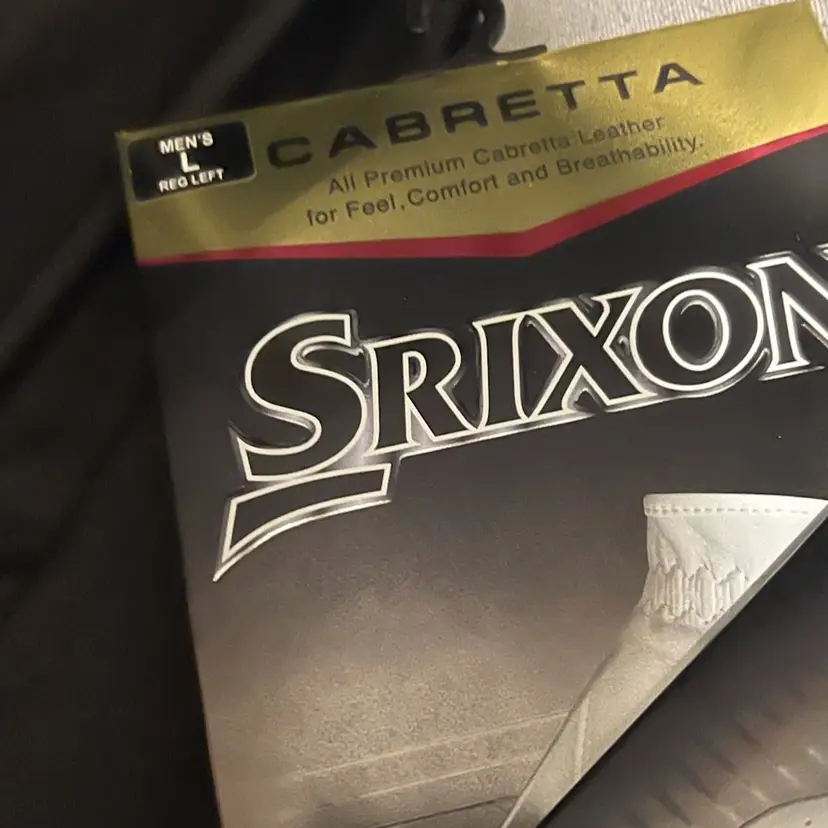 MEN'S
L
REG LEFT
CABRETTA
All Premium Cabretta Leather
for Feel, Comfort and Breathability.
SRIXON